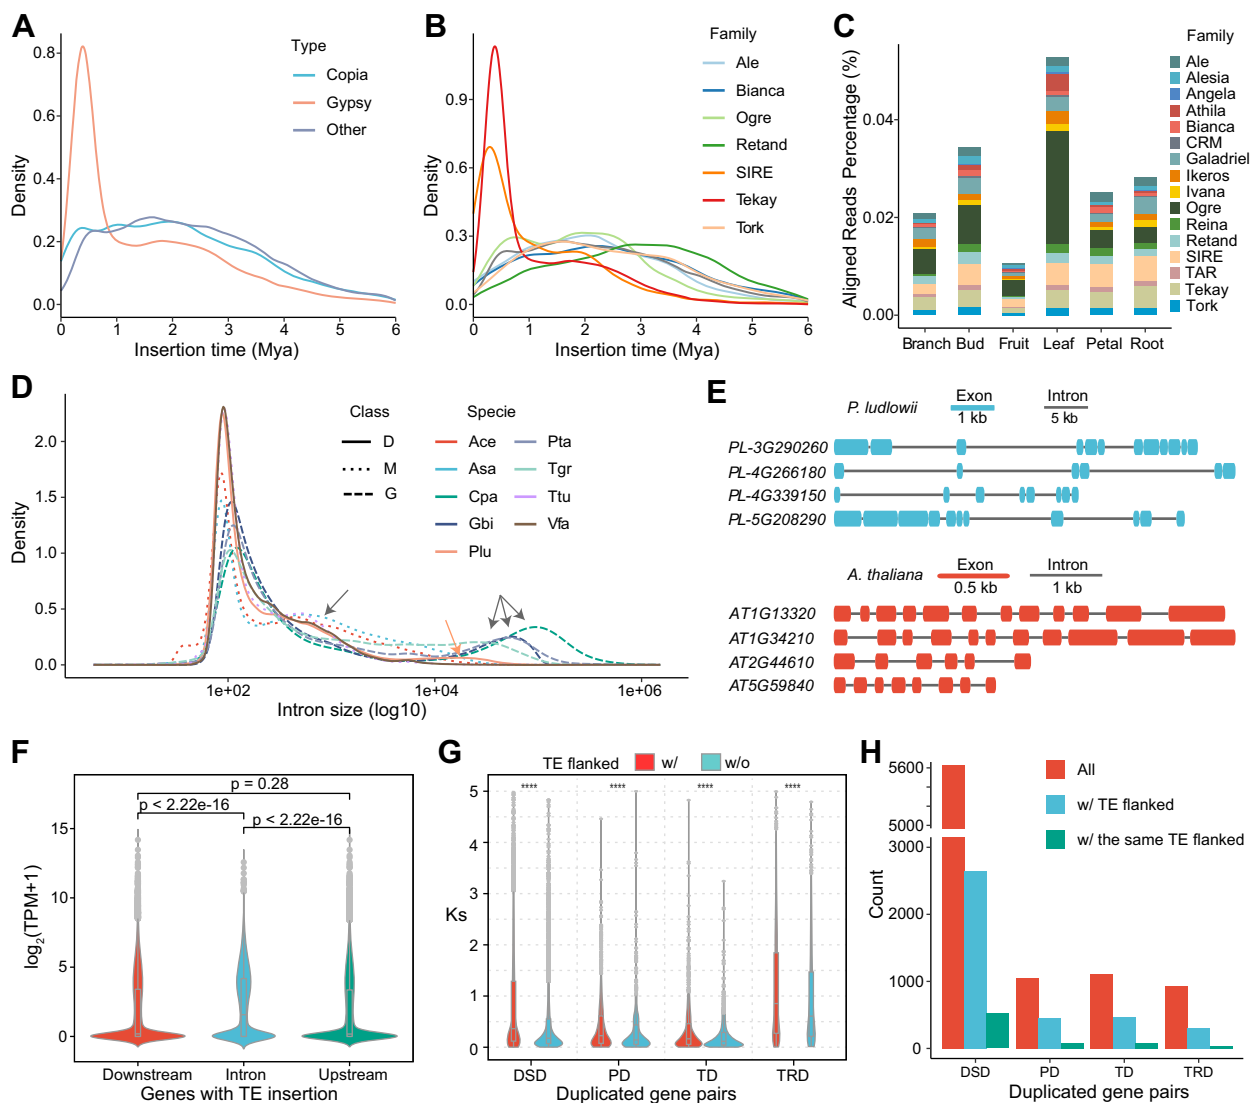 A
Type
Copia
Gypsy
Other
Density
0.8
0.6
0.4
0.2
0.0
0 1 2 3 4 5 6
Insertion time (Mya)
B
Family
Ale
Bianca
Ogre
Retand
SIRE
Tekay
Tork
Density
0.9
0.6
0.3
0.0
0 1 2 3 4 5 6
Insertion time (Mya)
C
Aligned Reads Percentage (%)
0.04
0.02
0.00
Branch Bud Fruit Leaf Petal Root
Family
Ale
Alesia
Angela
Athila
Bianca
CRM
Galadriel
Ikeros
Ivana
Ogre
Reina
Retand
SIRE
TAR
Tekay
Tork
D
Density
2.0
1.5
1.0
0.5
0.0
1e+02 1e+04 1e+06
Intron size (log10)
Class
D
M
G
Specie
Ace
Asa
Cpa
Gbi
Plu
Pta
Tgr
Ttu
Vfa
E
P. ludlowii
Exon
1 kb
Intron
5 kb
PL-3G290260
PL-4G266180
PL-4G339150
PL-5G208290
A. thaliana
Exon
0.5 kb
Intron
1 kb
AT1G13320
AT1G34210
AT2G44610
AT5G59840
F
p = 0.28
p < 2.22e-16
p < 2.22e-16
log2(TPM+1)
15
10
5
0
Downstream Intron Upstream
Genes with TE insertion
G
TE flanked w/ w/o
**** **** **** ****
Ks
5
4
3
2
1
0
DSD PD TD TRD
Duplicated gene pairs
H
All
w/ TE flanked
w/ the same TE flanked
Count
5600
5000
3000
2000
1000
0
DSD PD TD TRD
Duplicated gene pairs